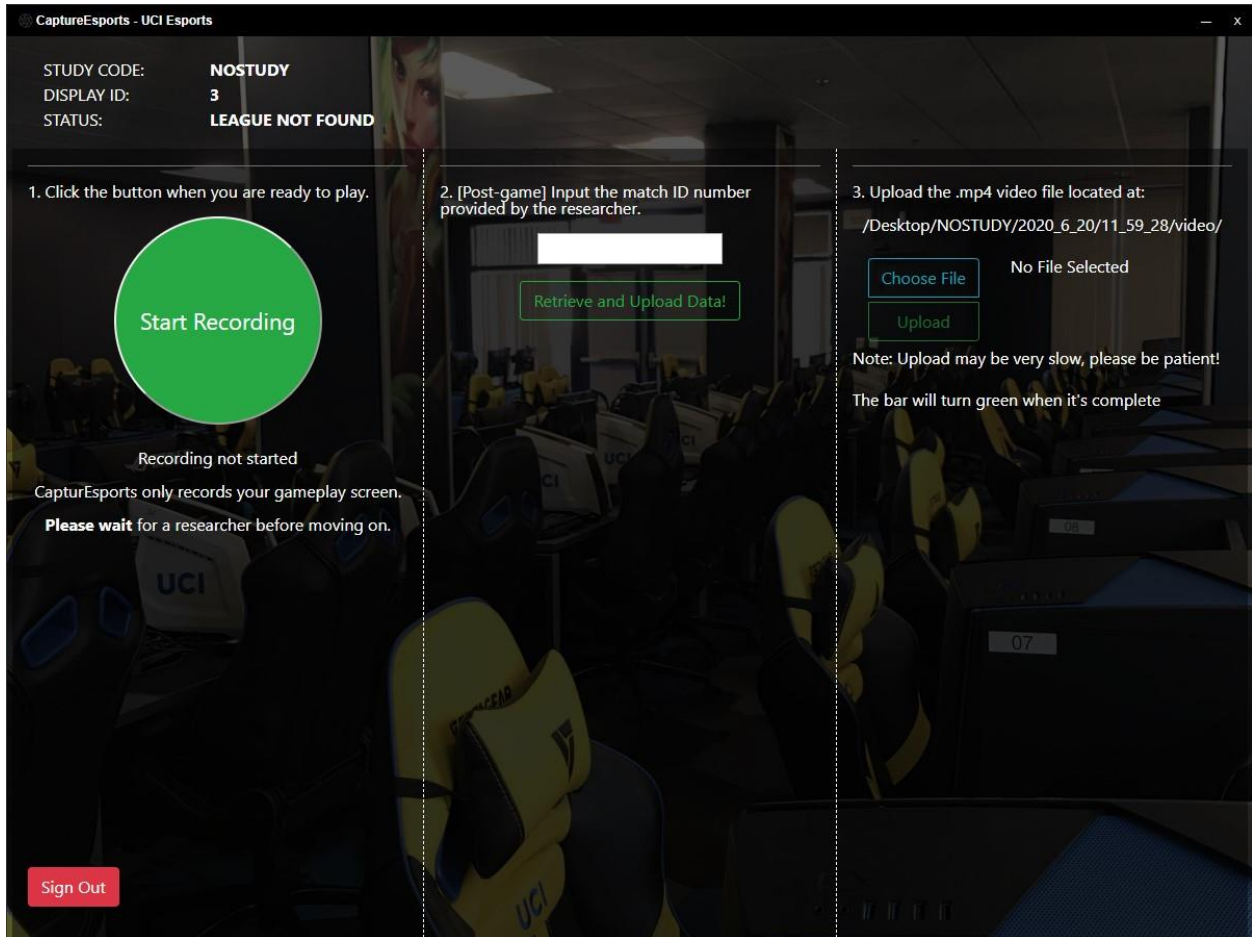 CaptureEsports - UCI Esports
STUDY CODE: NOSTUDY
DISPLAY ID: 3
STATUS: LEAGUE NOT FOUND
1. Click the button when you are ready to play.
Start Recording
Recording not started
CapturEsports only records your gameplay screen.
Please wait for a researcher before moving on.
Sign Out
2. [Post-game] Input the match ID number
provided by the researcher.
Retrieve and Upload Data!
3. Upload the .mp4 video file located at:
/Desktop/NOSTUDY/2020_6_20/11_59_28/video/
Choose File
No File Selected
Upload
Note: Upload may be very slow, please be patient!
The bar will turn green when it's complete
UCI
UCI
UCI
08
07
UCI